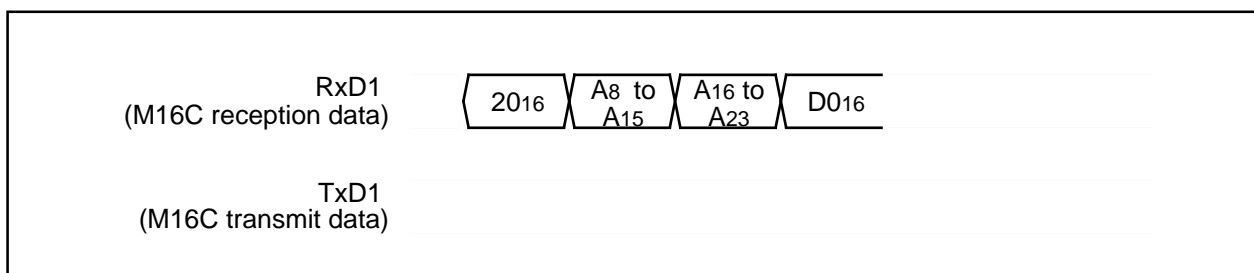 RxD1
(M16C reception data)
2016
A8 to
A15
A16 to
A23
D016
TxD1
(M16C transmit data)